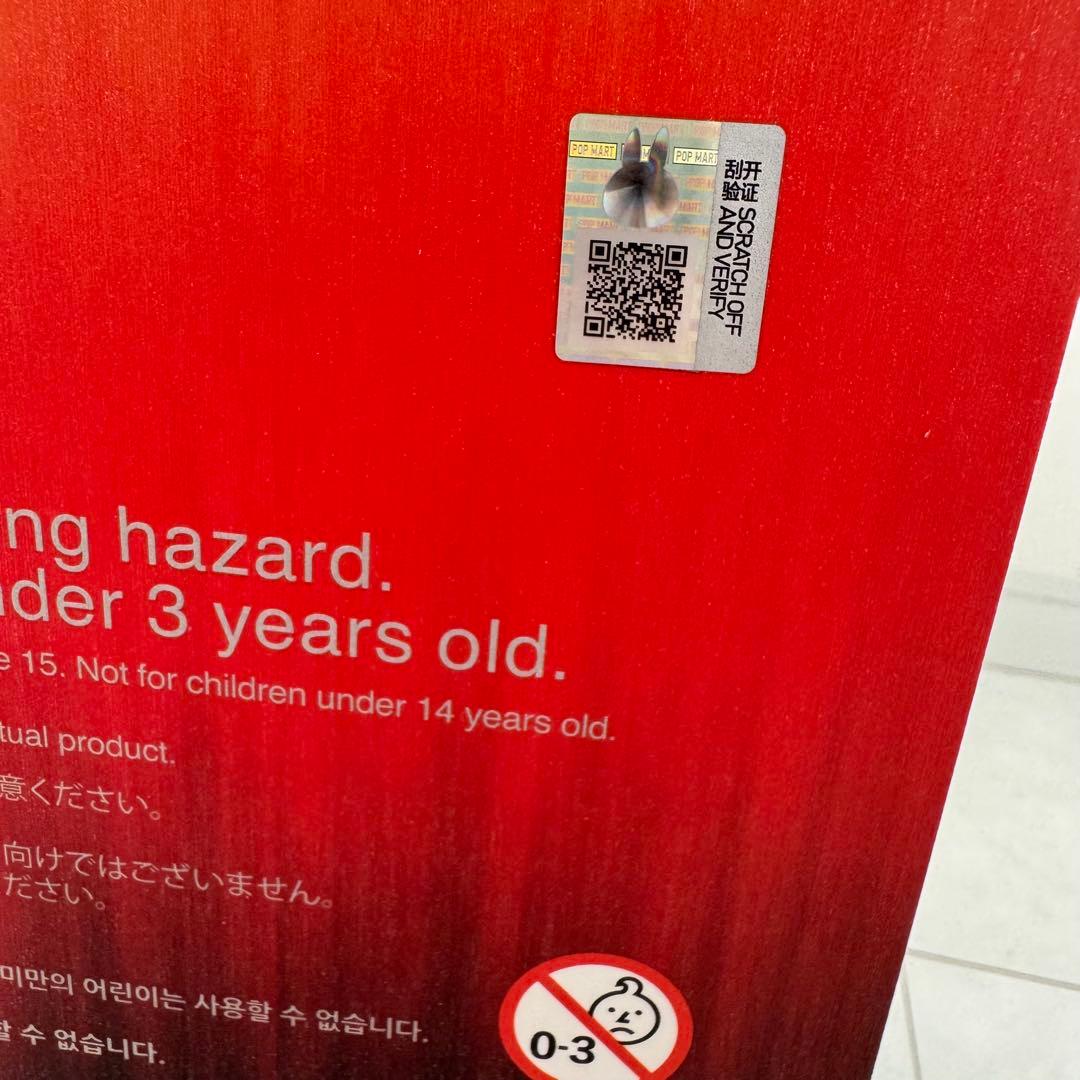 POP MART
POP MART
开证 SCRATCH OFF
刮验 AND VERIFY
ng hazard.
nder 3 years old.
e 15. Not for children under 14 years old.
tual product.
意ください。
向けではございません。
ださい。
미만의 어린이는 사용할 수 없습니다.
할 수 없습니다.
0-3